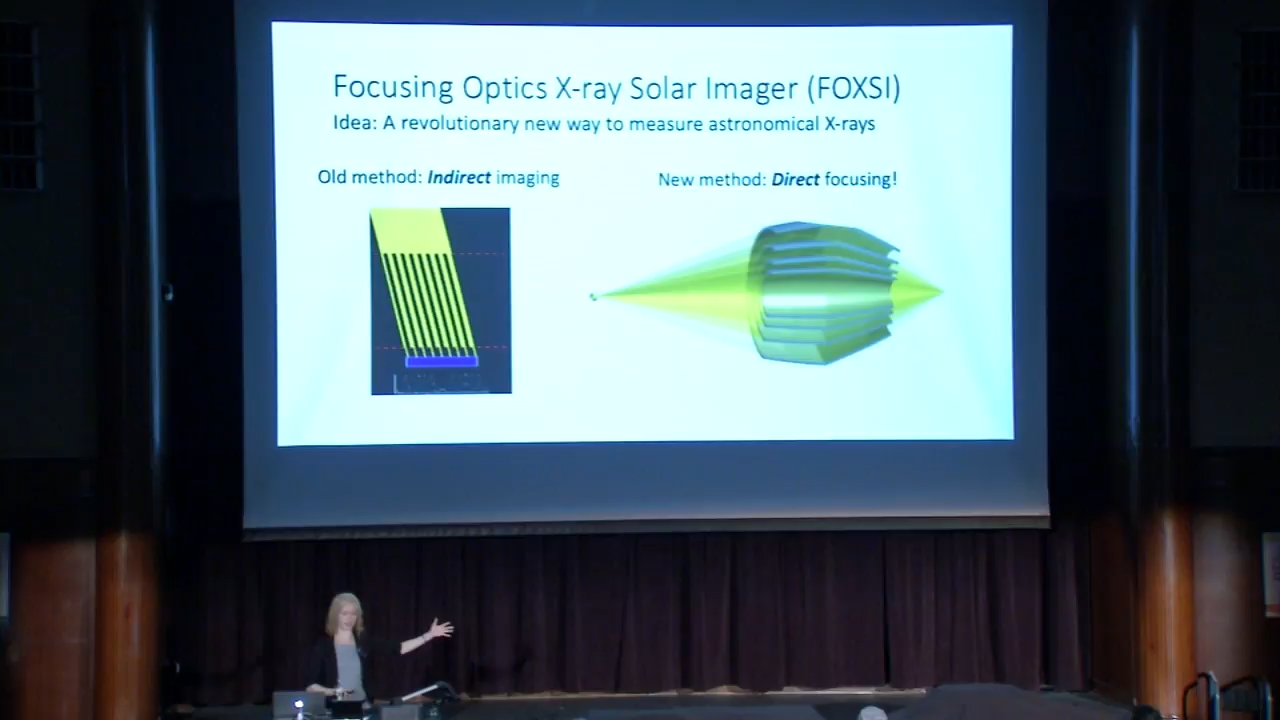 Focusing Optics X-ray Solar Imager (FOXSI)
Idea: A revolutionary new way to measure astronomical X-rays
Old method: Indirect imaging
New method: Direct focusing!